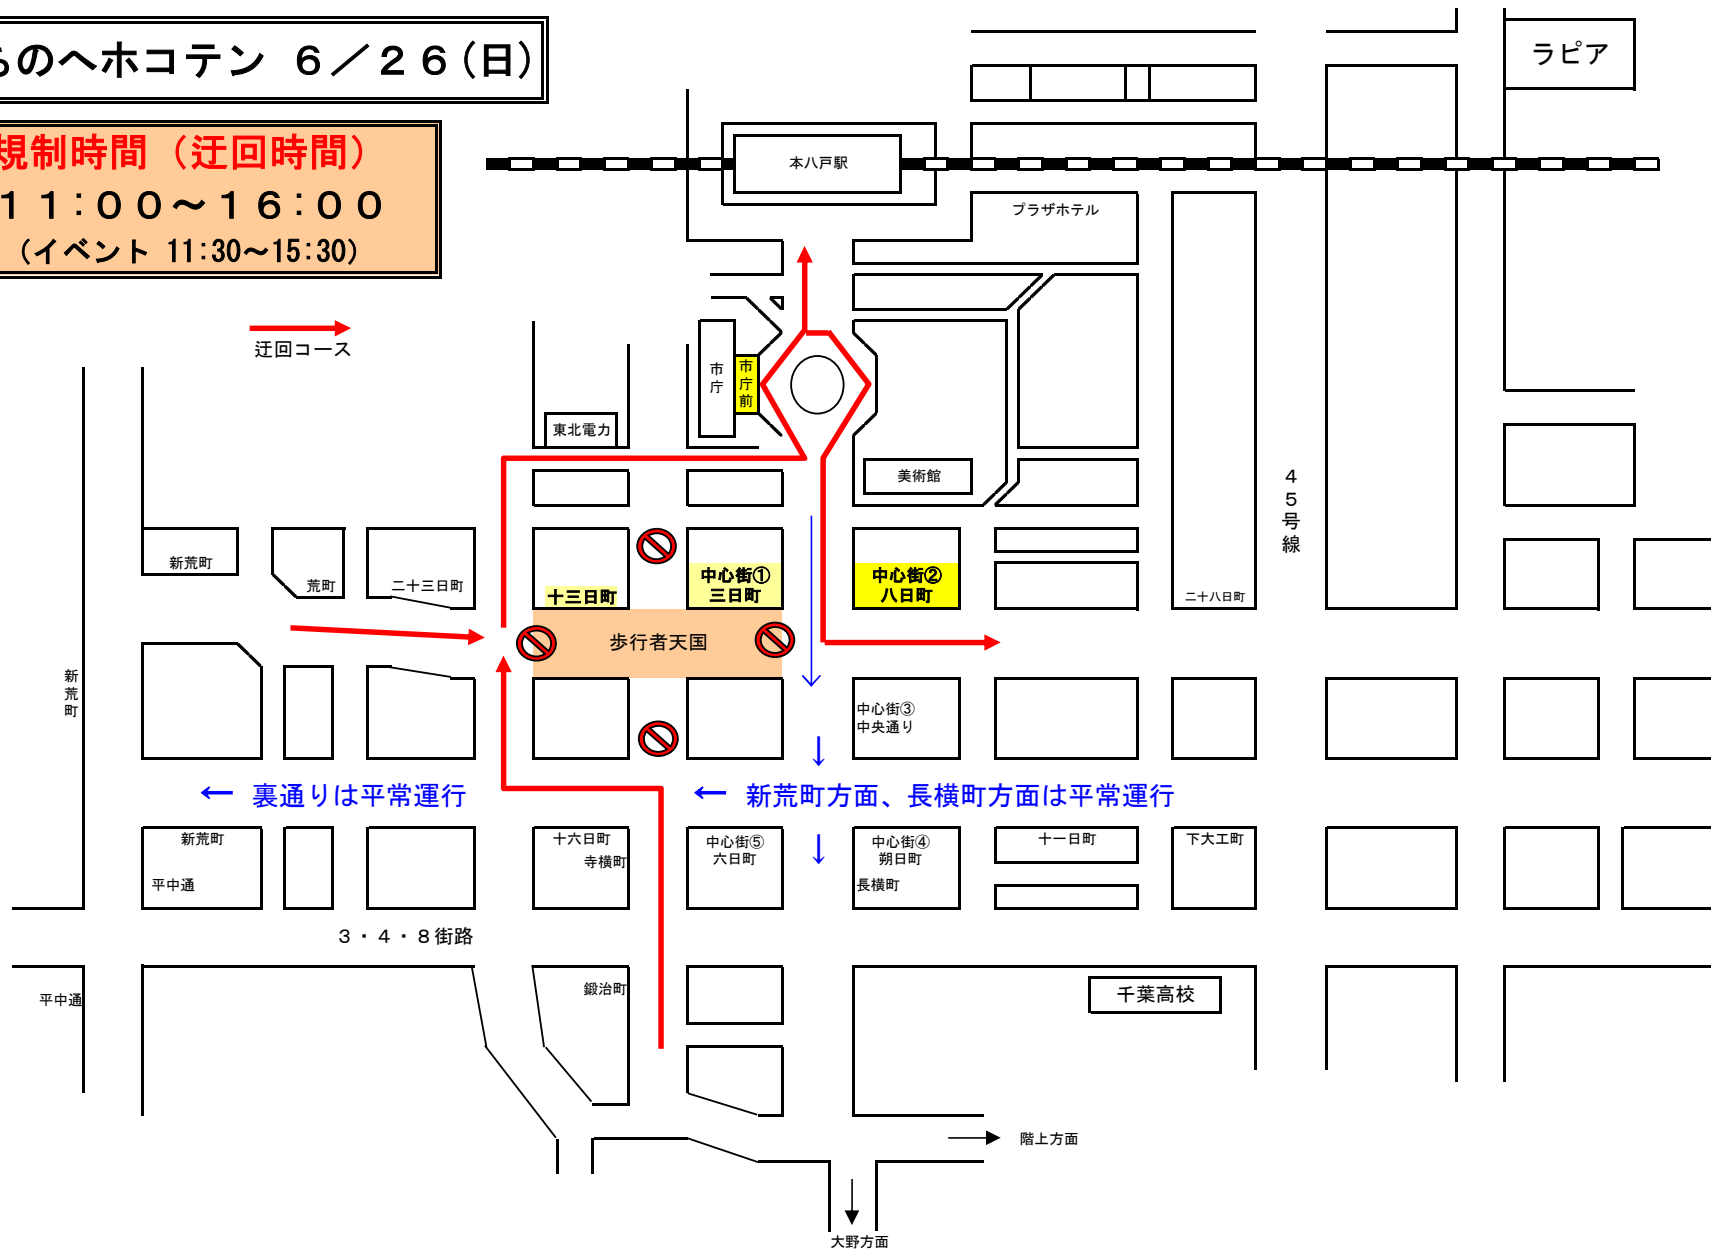 ちのへホコテン ６／２６(日)
ラピア
規制時間（迂回時間）
１１:００～１６:００
(イベント 11:30～15:30)
本八戸駅
プラザホテル
迂回コース
市庁
市庁前
東北電力
美術館
４５号線
新荒町
荒町
二十三日町
十三日町
中心街①
三日町
中心街②
八日町
二十八日町
歩行者天国
新荒町
中心街③
中央通り
← 裏通りは平常運行
← 新荒町方面、長横町方面は平常運行
新荒町
平中通
十六日町
寺横町
中心街⑤
六日町
中心街④
朔日町
長横町
十一日町
下大工町
３・４・８街路
平中通
鍛治町
千葉高校
階上方面
大野方面